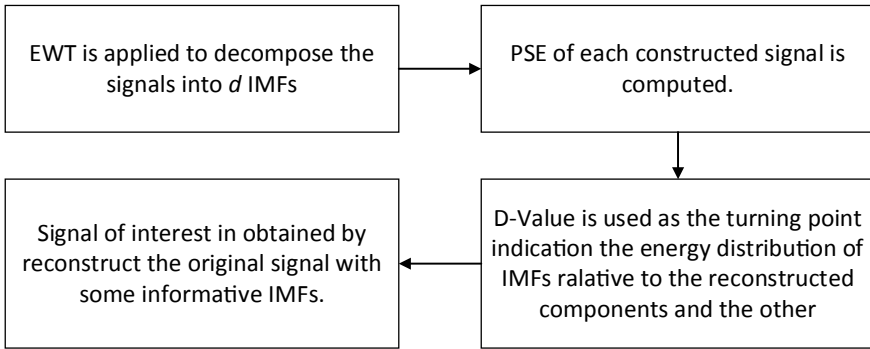 EWT is applied to decompose the
signals into d IMFs
PSE of each constructed signal is
computed.
D-Value is used as the turning point
indication the energy distribution of
IMFs ralative to the reconstructed
components and the other
Signal of interest in obtained by
reconstruct the original signal with
some informative IMFs.